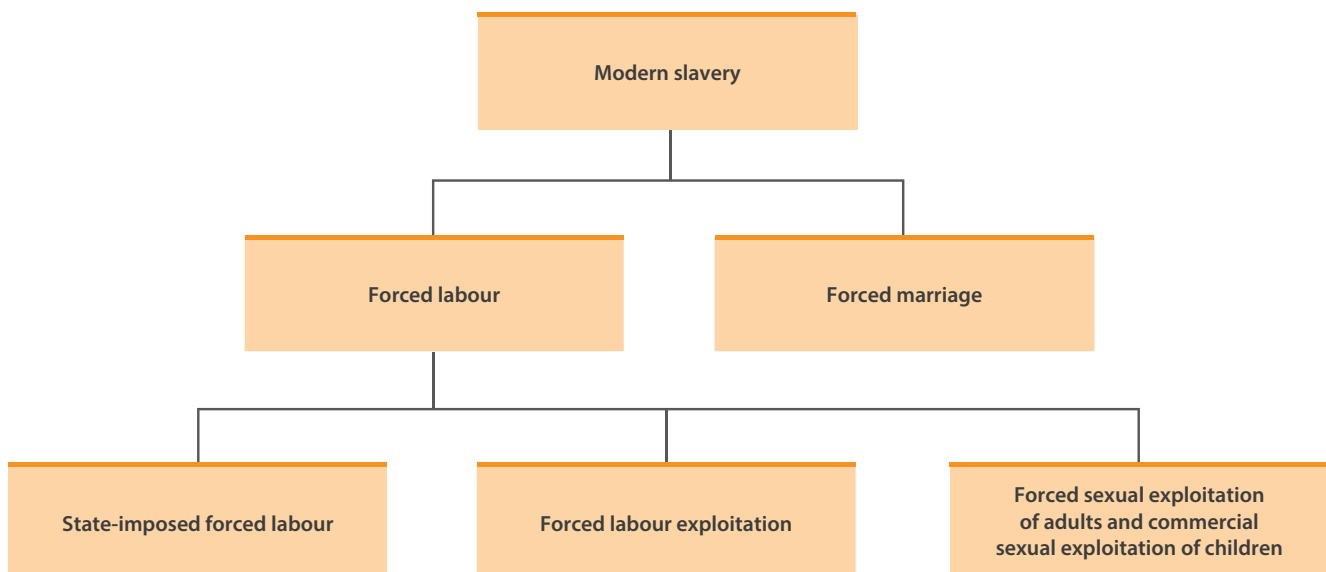 Modern slavery
Forced labour
Forced marriage
State-imposed forced labour
Forced labour exploitation
Forced sexual exploitation
of adults and commercial
sexual exploitation of children